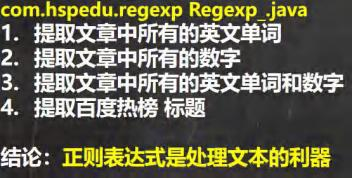 com.hspedu.regexp Regexp_.java
1. 提取文章中所有的英文单词
2. 提取文章中所有的数字
3. 提取文章中所有的英文单词和数字
4. 提取百度热榜 标题
结论：正则表达式是处理文本的利器